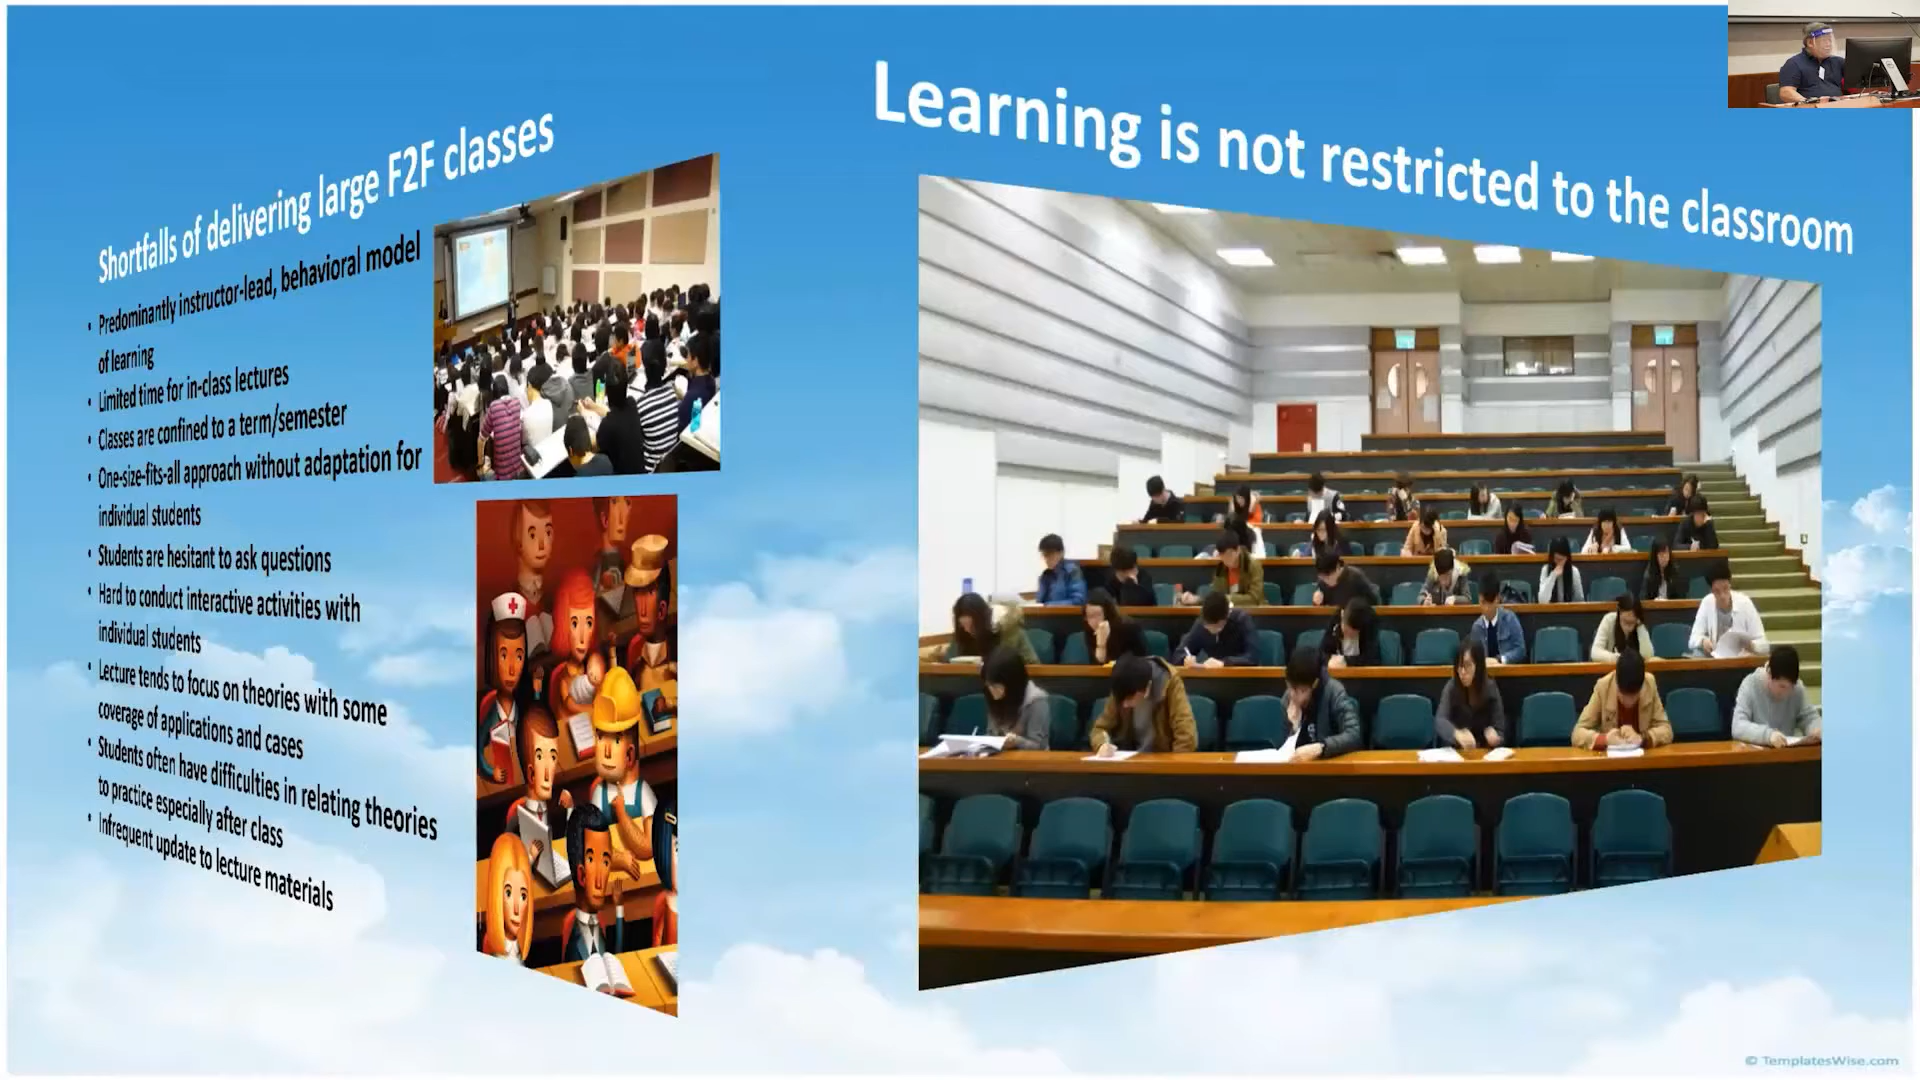 Shortfalls of delivering large F2F classes
• Predominantly instructor-lead, behavioral model
of learning
• Limited time for in-class lectures
• Classes are confined to a term/semester
• One-size-fits-all approach without adaptation for
individual students
• Students are hesitant to ask questions
• Hard to conduct interactive activities with
individual students
• Lecture tends to focus on theories with some
coverage of applications and cases
• Students often have difficulties in relating theories
to practice especially after class
• Infrequent update to lecture materials
Learning is not restricted to the classroom
© TemplatesWise.com